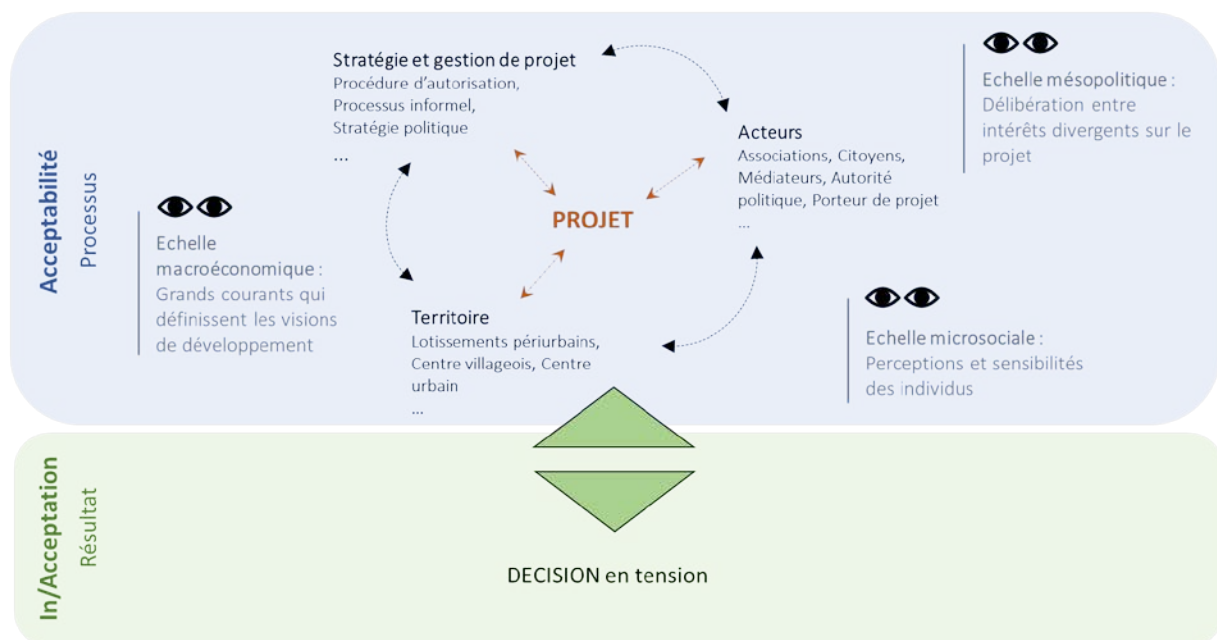 Stratégie et gestion de projet
Procédure d'autorisation,
Processus informel,
Stratégie politique
...
Echelle mésopolitique :
Délibération entre
intérêts divergents sur le
projet
Acteurs
Associations, Citoyens,
Médiateurs, Autorité
politique, Porteur de projet
...
PROJET
Acceptabilité
Processus
Echelle
macroéconomique :
Grands courants qui
définissent les visions
de développement
Territoire
Lotissements périurbains,
Centre villageois, Centre
urbain
...
Echelle microsociale :
Perceptions et sensibilités
des individus
In/Acceptation
Résultat
DECISION en tension